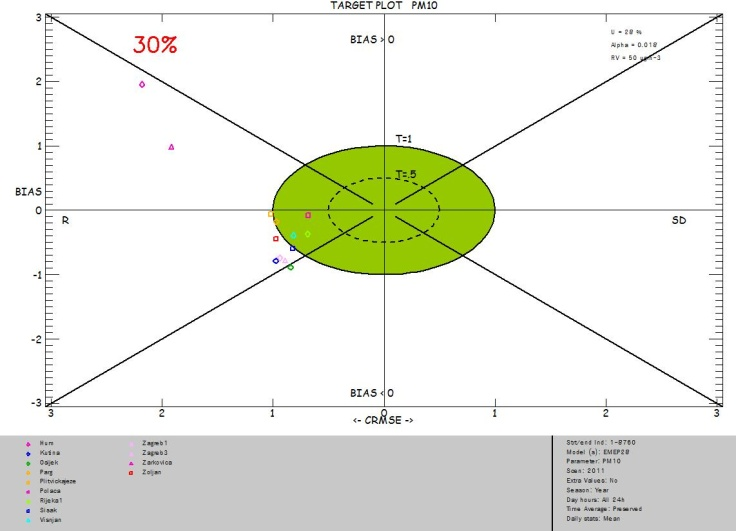 TARGET PLOT PM10
3
30%
BIAS > 0
U = 28 %
Alpha = 0.018
RV = 50 ugm-3
2
T=1
1
T=.5
BIAS
0
R
SD
-1
-2
BIAS < 0
-3
3 2 1 0 1 2 3
<- CRMSE ->
Hum
Kutina
Osijek
Parg
Plitvickajeze
Polaca
Rijeka1
Sisak
Visnjan
Zagreb1
Zagreb3
Zarkovica
Zoljan
Str/end Ind: 1-8760
Model (s): EMEP28
Parameter: PM10
Scen: 2011
Extra Values: No
Season: Year
Day hours: All 24h
Time Average: Preserved
Daily stats: Mean